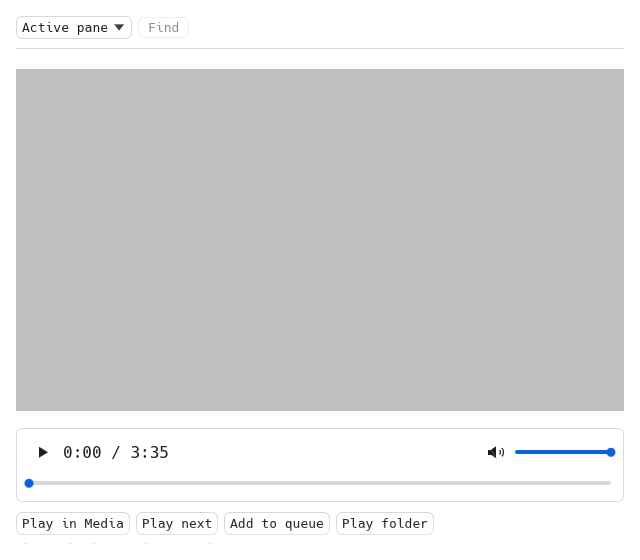 Active pane Find
0:00 / 3:35
Play in Media Play next Add to queue Play folder